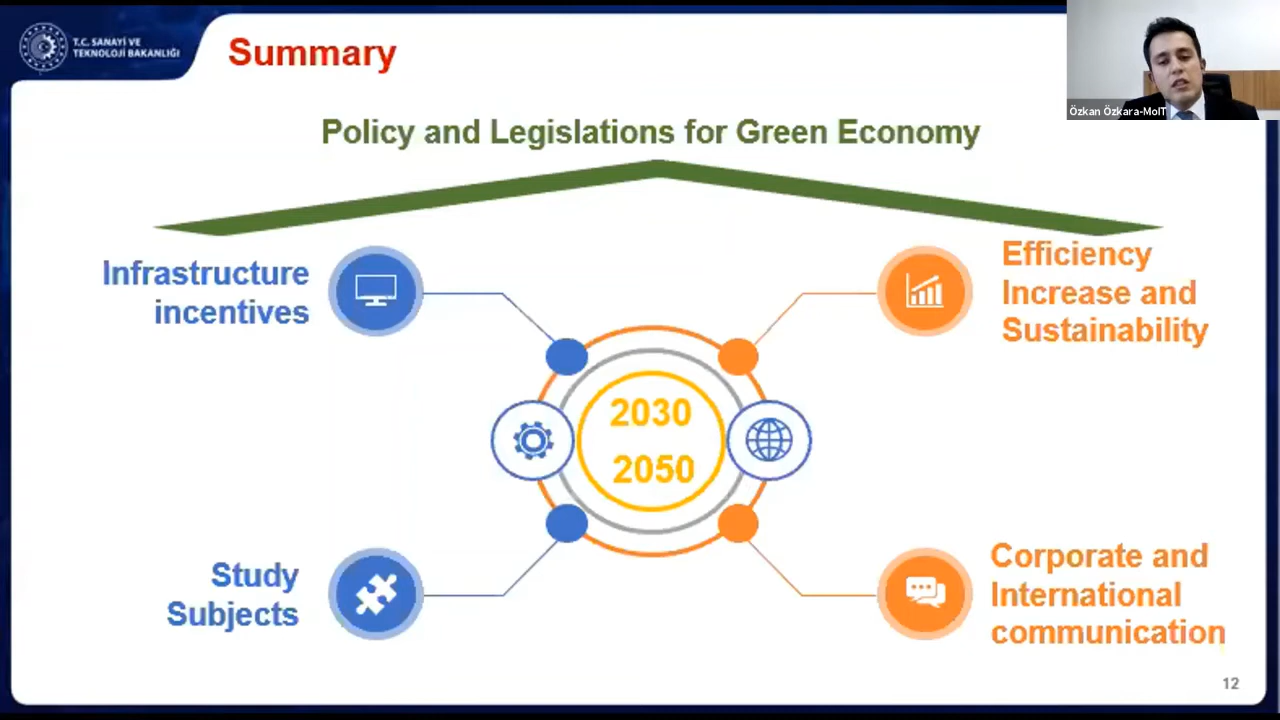 T.C. SANAYİ VE
TEKNOLOJİ BAKANLIĞI
Summary
Özkan Özkara-MoIT
Policy and Legislations for Green Economy
Infrastructure
incentives
Efficiency
Increase and
Sustainability
2030
2050
Study
Subjects
Corporate and
International
communication
12